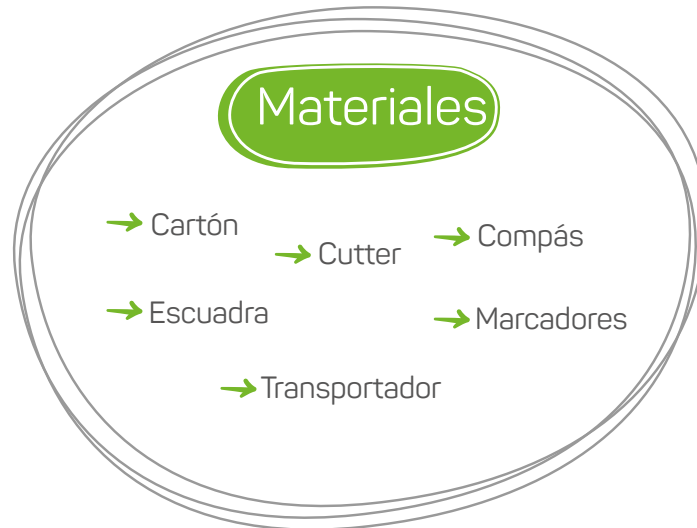 Materiales
Cartón
Cutter
Compás
Escuadra
Marcadores
Transportador